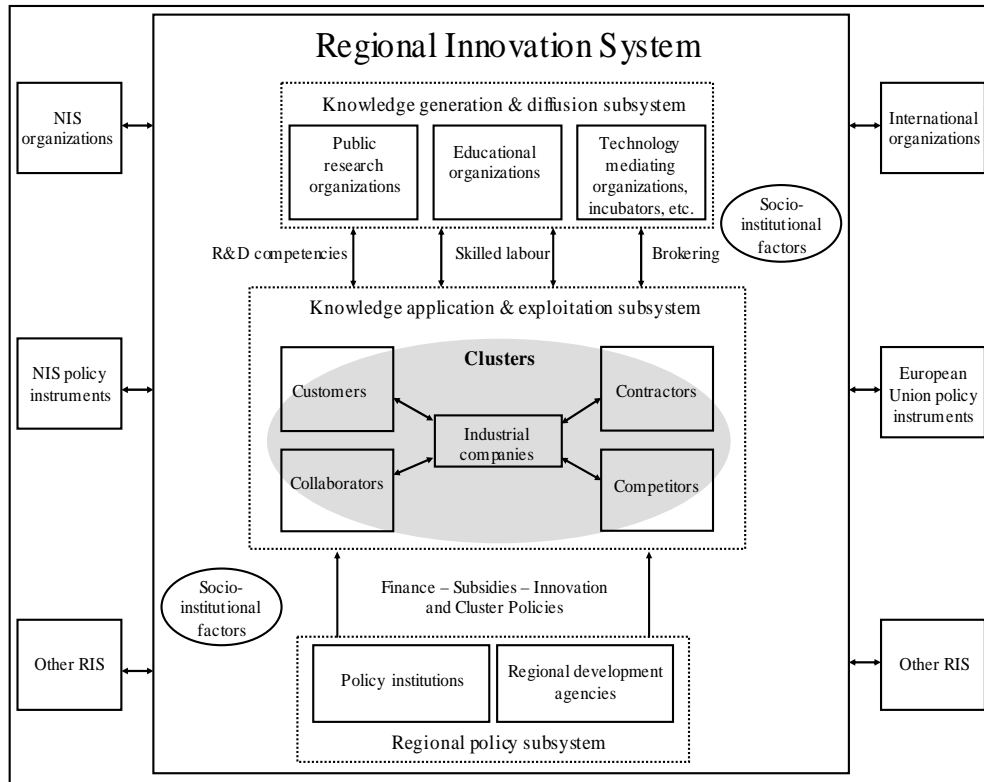 Regional Innovation System
NIS
organizations
Knowledge generation & diffusion subsystem
Public
research
organizations
Educational
organizations
Technology
mediating
organizations,
incubators, etc.
International
organizations
Socio-
institutional
factors
R&D competencies
Skilled labour
Brokering
Knowledge application & exploitation subsystem
NIS policy
instruments
Clusters
Customers
Contractors
Industrial
companies
Collaborators
Competitors
European
Union policy
instruments
Socio-
institutional
factors
Finance – Subsidies – Innovation
and Cluster Policies
Other RIS
Policy institutions
Regional development
agencies
Regional policy subsystem
Other RIS